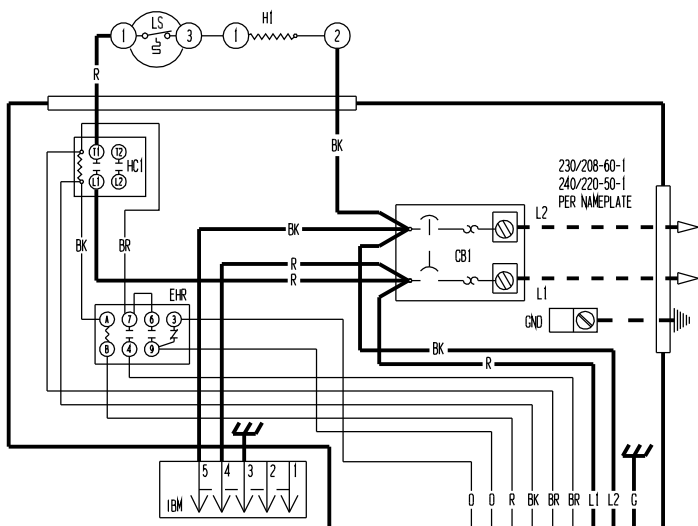 H1
LS
1
3
1
2
R
BK
T1
T2
HC1
L1
L2
230/208-60-1
240/220-50-1
PER NAMEPLATE
L2
BK
BK
BR
CB1
R
R
L1
EHR
A
7
6
3
GND
B
4
9
BK
R
5
4
3
2
1
IBM
O
O
R
BK
BR
BR
L1
L2
G